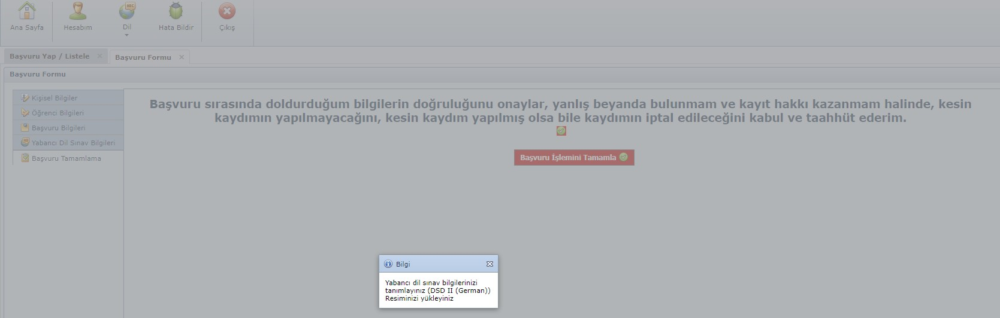 Ana Sayfa
Hesabım
Dil
Hata Bildir
Çıkış
Başvuru Yap / Listele
Başvuru Formu
Başvuru Formu
Kişisel Bilgiler
Öğrenci Bilgileri
Başvuru Bilgileri
Yabancı Dil Sınav Bilgileri
Başvuru Tamamlama
Başvuru sırasında doldurduğum bilgilerin doğruluğunu onaylar, yanlış beyanda bulunmam ve kayıt hakkı kazanmam halinde, kesin
kaydımın yapılmayacağını, kesin kaydım yapılmış olsa bile kaydımın iptal edileceğini kabul ve taahhüt ederim.
Başvuru İşlemini Tamamla
Bilgi
Yabancı dil sınav bilgilerinizi
tanımlayınız (DSD II (German))
Resiminizi yükleyiniz